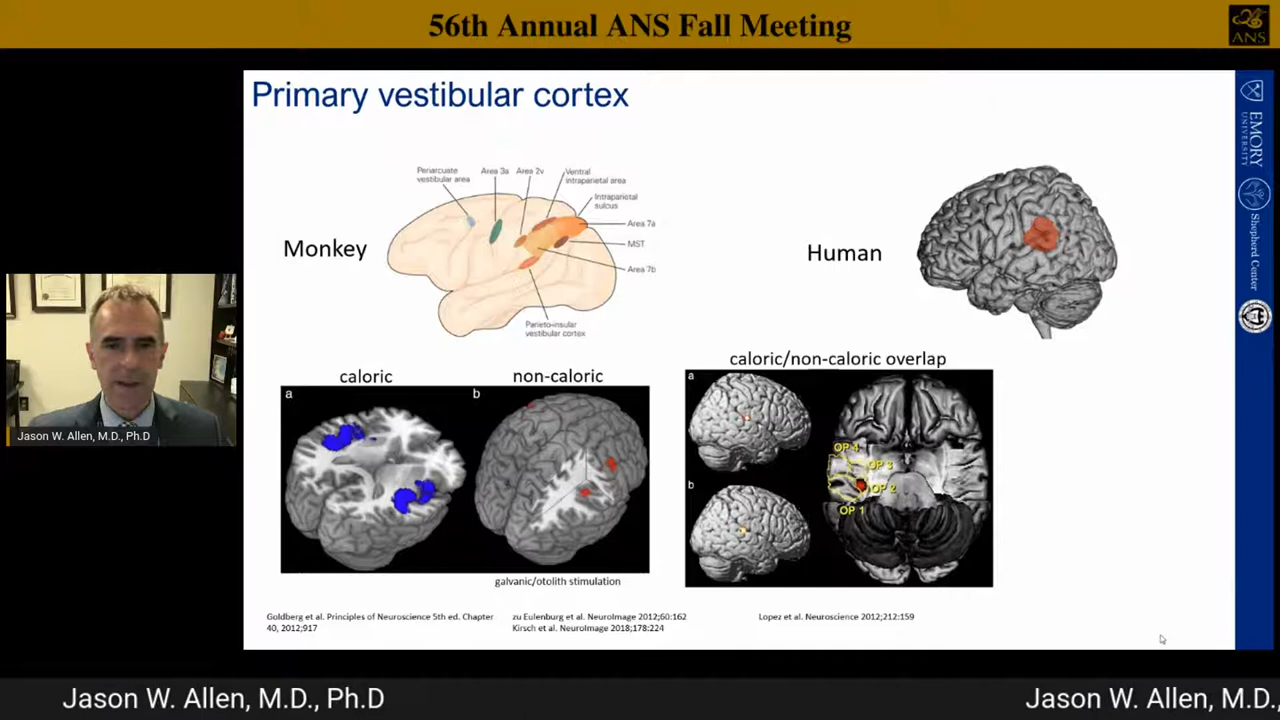 56th Annual ANS Fall Meeting
ANS
Primary vestibular cortex
EMORY
UNIVERSITY
Shepherd Center
Periarcuate
vestibular area
Area 3a
Area 2v
Ventral
intraparietal area
Intraparietal
sulcus
Area 7a
MST
Area 7b
Parieto-insular
vestibular cortex
Monkey
Human
caloric
non-caloric
caloric/non-caloric overlap
a
b
a
b
OP 4
OP 3
OP 2
OP 1
galvanic/otolith stimulation
Goldberg et al. Principles of Neuroscience 5th ed. Chapter
40, 2012;917
zu Eulenburg et al. NeuroImage 2012;60:162
Kirsch et al. NeuroImage 2018;178:224
Lopez et al. Neuroscience 2012;212:159
Jason W. Allen, M.D., Ph.D
Jason W. Allen, M.D., Ph.D
Jason W. Allen, M.D.,